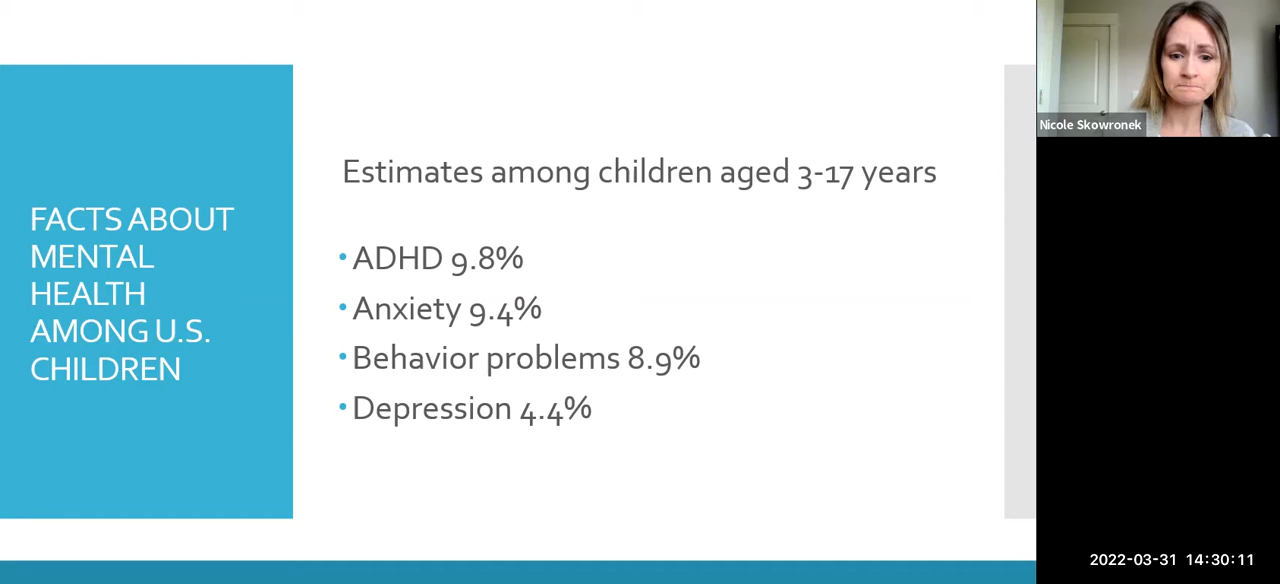 FACTS ABOUT
MENTAL
HEALTH
AMONG U.S.
CHILDREN
Estimates among children aged 3-17 years
• ADHD 9.8%
• Anxiety 9.4%
• Behavior problems 8.9%
• Depression 4.4%
Nicole Skowronek
2022-03-31 14:30:11